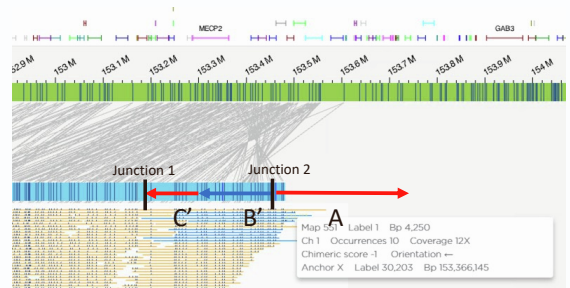 MECP2
GAB3
52.9 M 153 M 153.1 M 153.2 M 153.3 M 153.4 M 153.5 M 153.6 M 153.7 M 153.8 M 153.9 M 154 M
Junction 1 Junction 2
C' B' A
Map 551 Label 1 Bp 4,250
Ch 1 Occurrences 10 Coverage 12X
Chimeric score -1 Orientation ←
Anchor X Label 30,203 Bp 153,366,145